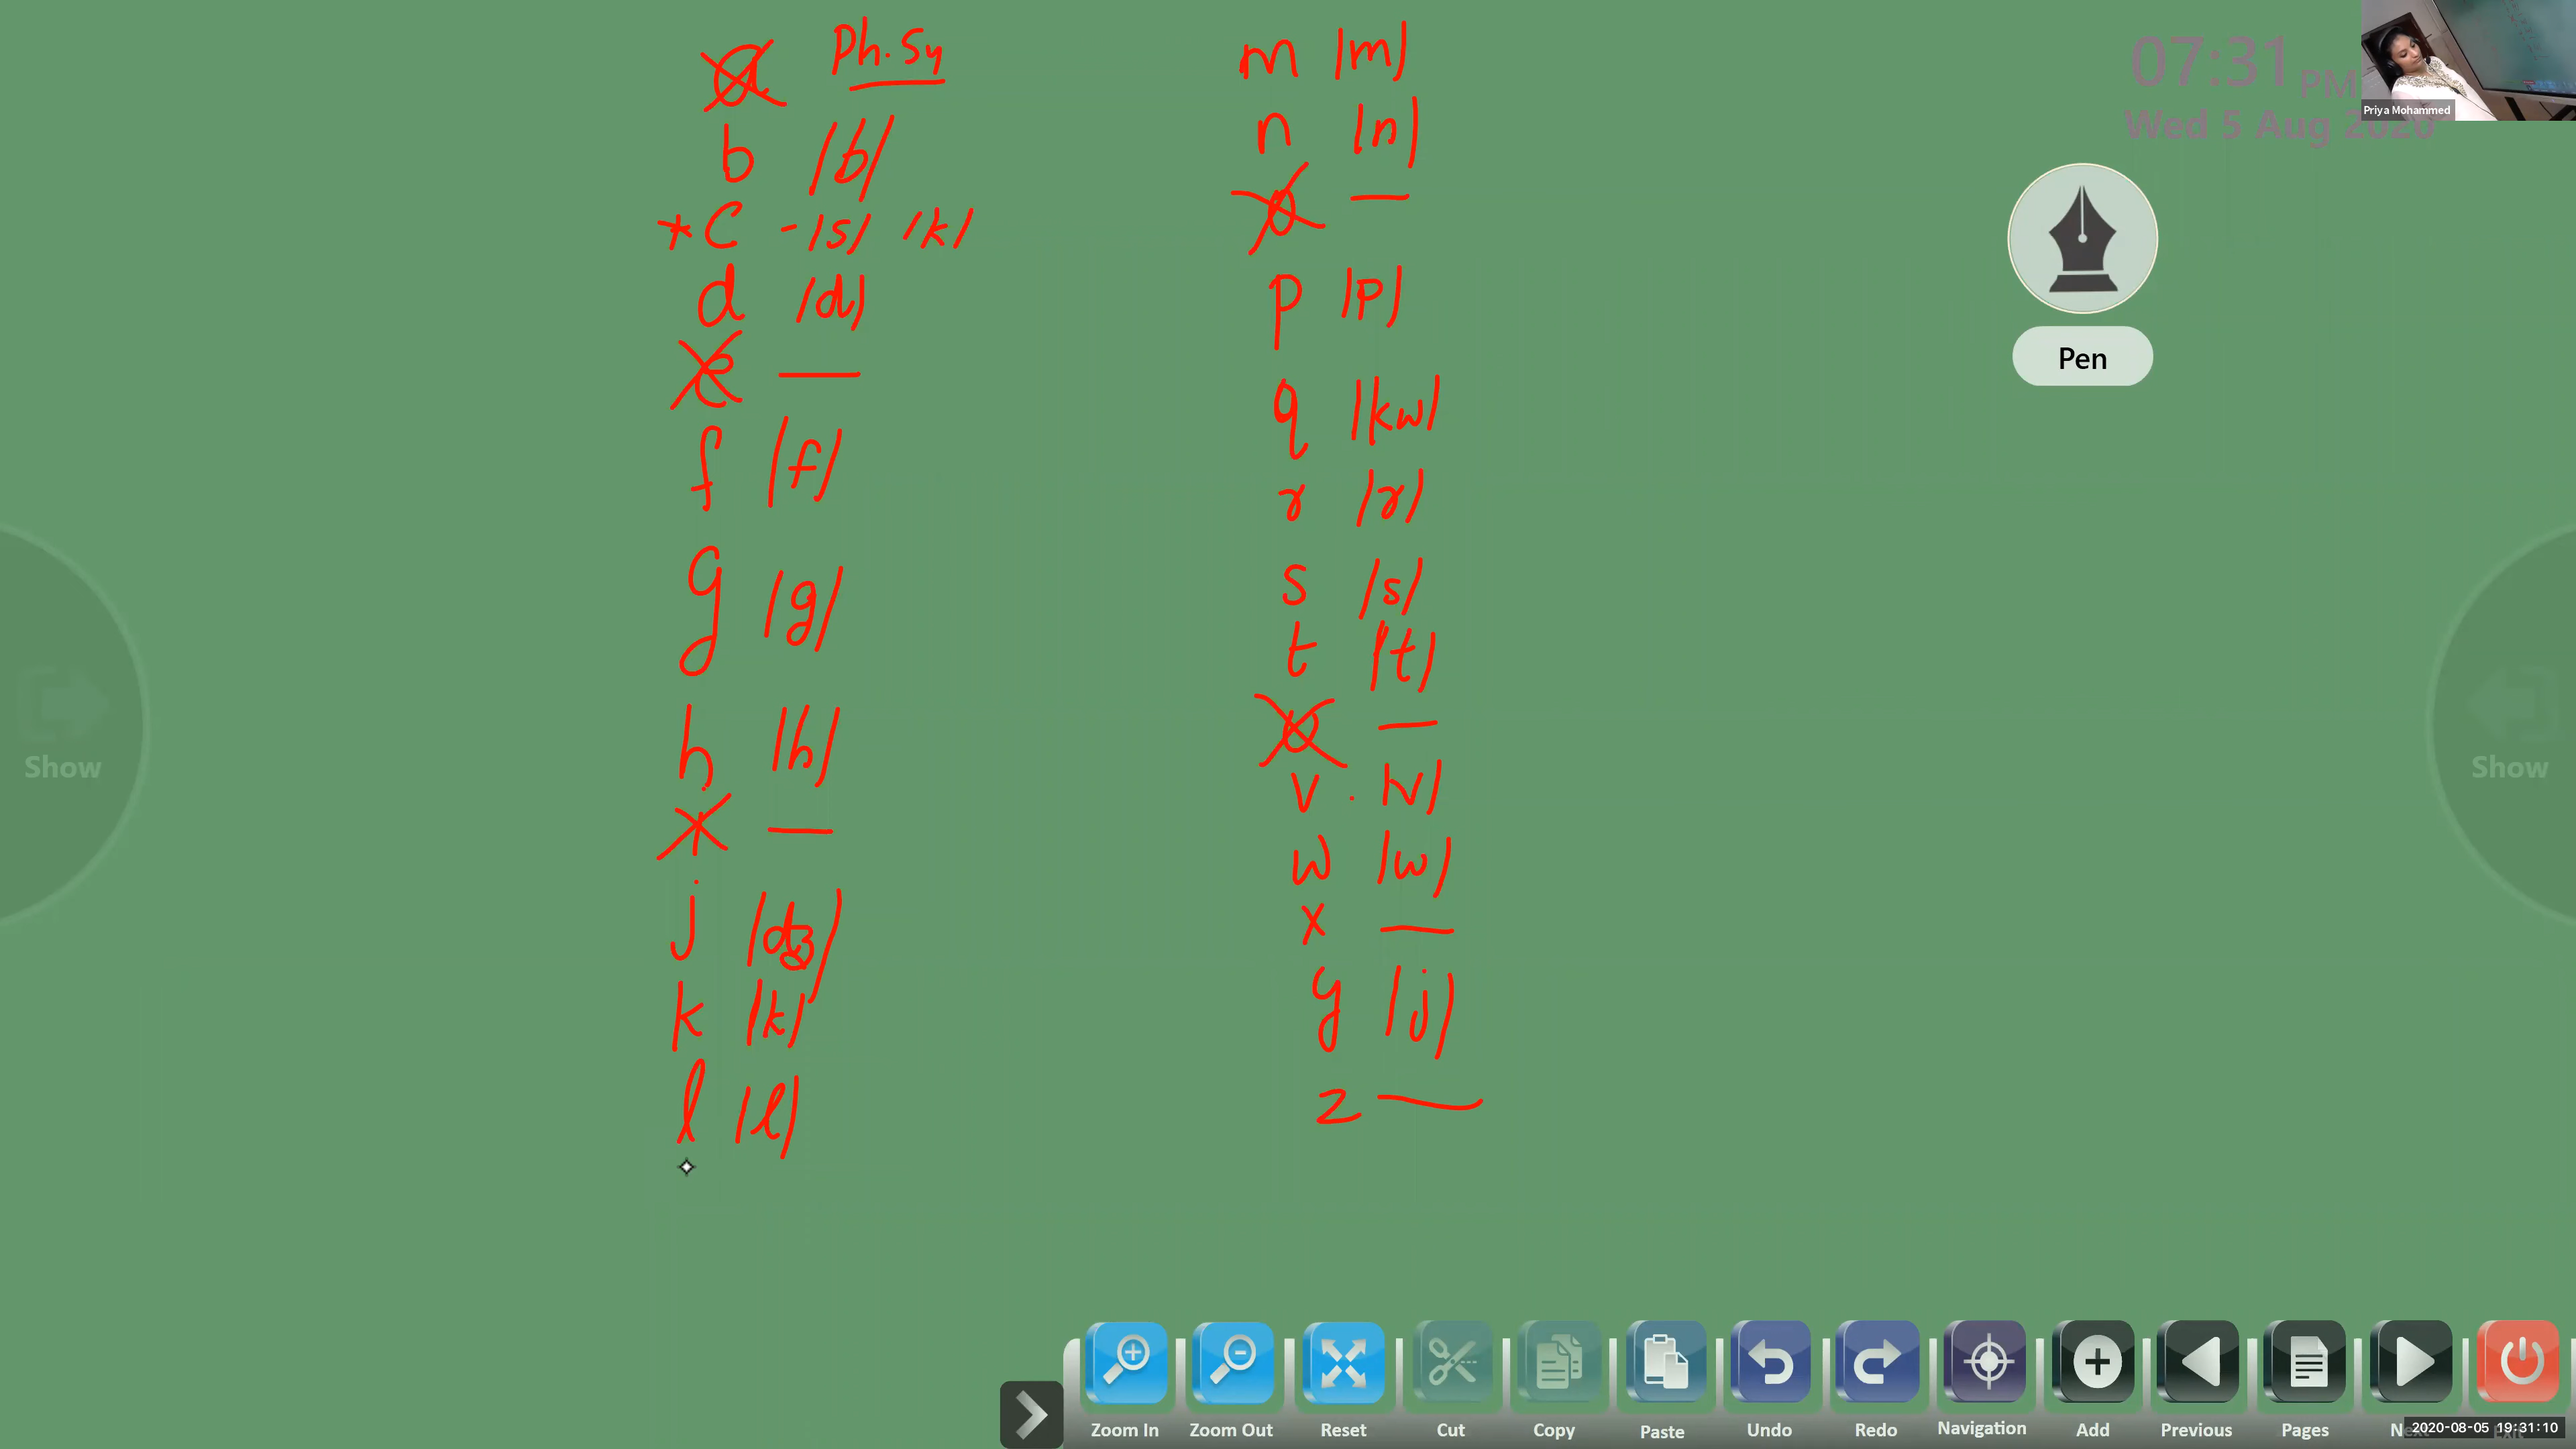 a Ph. Sy
b /b/
* c - /s/ /k/
d /d/
e —
f /f/
g /g/
h /h/
i —
j /dʒ/
k /k/
l /l/
m /m/
n /n/
o —
p /p/
q /kw/
r /r/
s /s/
t /t/
u —
v . /v/
w /w/
x —
y /j/
z —
07:31 PM
Wed 5 Aug 2020
Priya Mohammed
Pen
Show
Show
Zoom In Zoom Out Reset Cut Copy Paste Undo Redo Navigation Add Previous Pages
2020-08-05 19:31:10